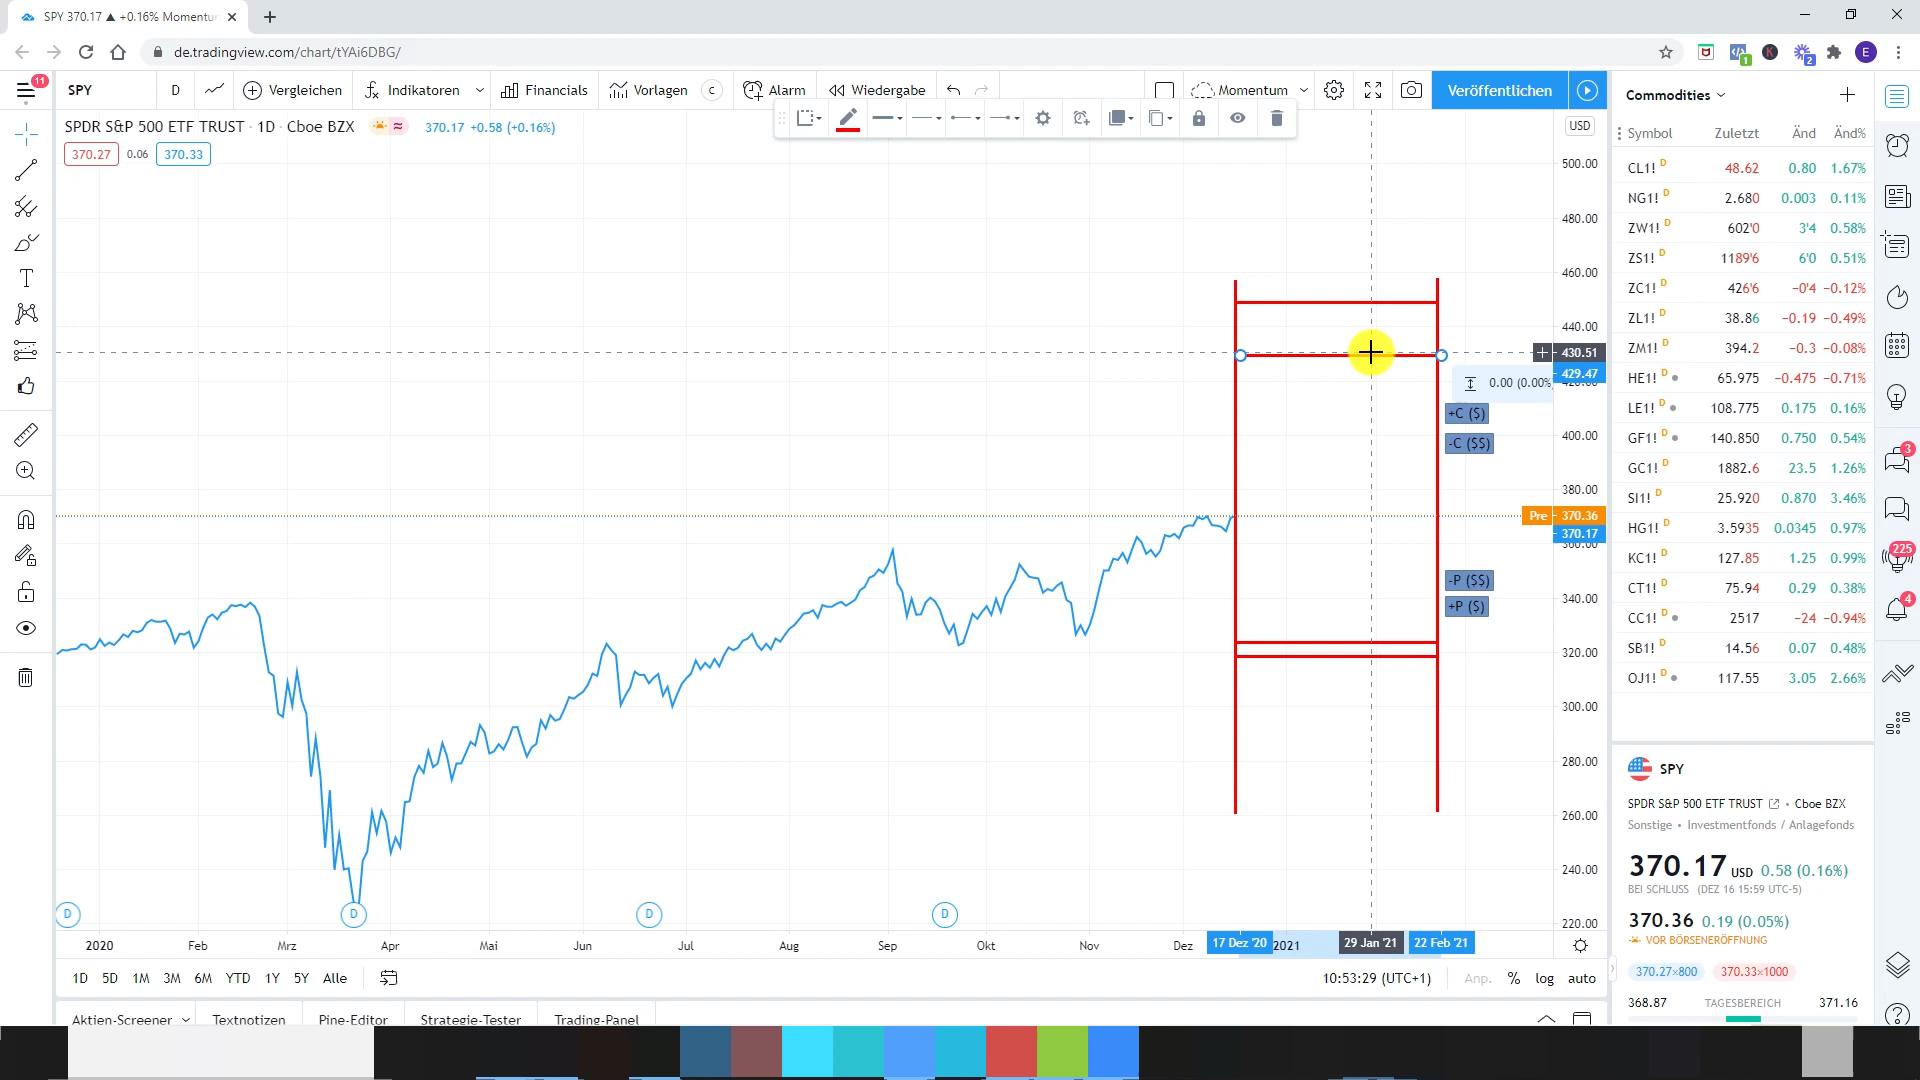 SPY 370.17 ▲ +0.16% Momentu
de.tradingview.com/chart/tYAi6DBG/
1
2
E
11
SPY
D
Vergleichen
Indikatoren
Financials
Vorlagen
C
Alarm
Wiedergabe
Momentum
Veröffentlichen
SPDR S&P 500 ETF TRUST · 1D · Cboe BZX
370.17 +0.58 (+0.16%)
370.27
0.06
370.33
USD
500.00
480.00
460.00
440.00
430.51
429.47
420.00
0.00 (0.00%
+C ($)
-C ($$)
400.00
380.00
Pre
370.36
370.17
360.00
-P ($$)
+P ($)
340.00
320.00
300.00
280.00
260.00
240.00
220.00
D
D
D
D
2020
Feb
Mrz
Apr
Mai
Jun
Jul
Aug
Sep
Okt
Nov
Dez
17 Dez '20
2021
29 Jan '21
22 Feb '21
1D
5D
1M
3M
6M
YTD
1Y
5Y
Alle
10:53:29 (UTC+1)
Anp.
%
log
auto
Aktien-Screener
Textnotizen
Pine-Editor
Strategie-Tester
Trading-Panel
Commodities
Symbol Zuletzt Änd Änd%
CL1! D 48.62 0.80 1.67%
NG1! D 2.680 0.003 0.11%
ZW1! D 602'0 3'4 0.58%
ZS1! D 1189'6 6'0 0.51%
ZC1! D 426'6 −0'4 −0.12%
ZL1! D 38.86 −0.19 −0.49%
ZM1! D 394.2 −0.3 −0.08%
HE1! D 65.975 −0.475 −0.71%
LE1! D 108.775 0.175 0.16%
GF1! D 140.850 0.750 0.54%
GC1! D 1882.6 23.5 1.26%
SI1! D 25.920 0.870 3.46%
HG1! D 3.5935 0.0345 0.97%
KC1! D 127.85 1.25 0.99%
CT1! D 75.94 0.29 0.38%
CC1! D 2517 −24 −0.94%
SB1! D 14.56 0.07 0.48%
OJ1! D 117.55 3.05 2.66%
SPY
SPDR S&P 500 ETF TRUST • Cboe BZX
Sonstige • Investmentfonds / Anlagefonds
370.17 USD 0.58 (0.16%)
BEI SCHLUSS (DEZ 16 15:59 UTC-5)
370.36 0.19 (0.05%)
VOR BÖRSENERÖFFNUNG
370.27×800
370.33×1000
368.87 TAGESBEREICH 371.16
3
225
4